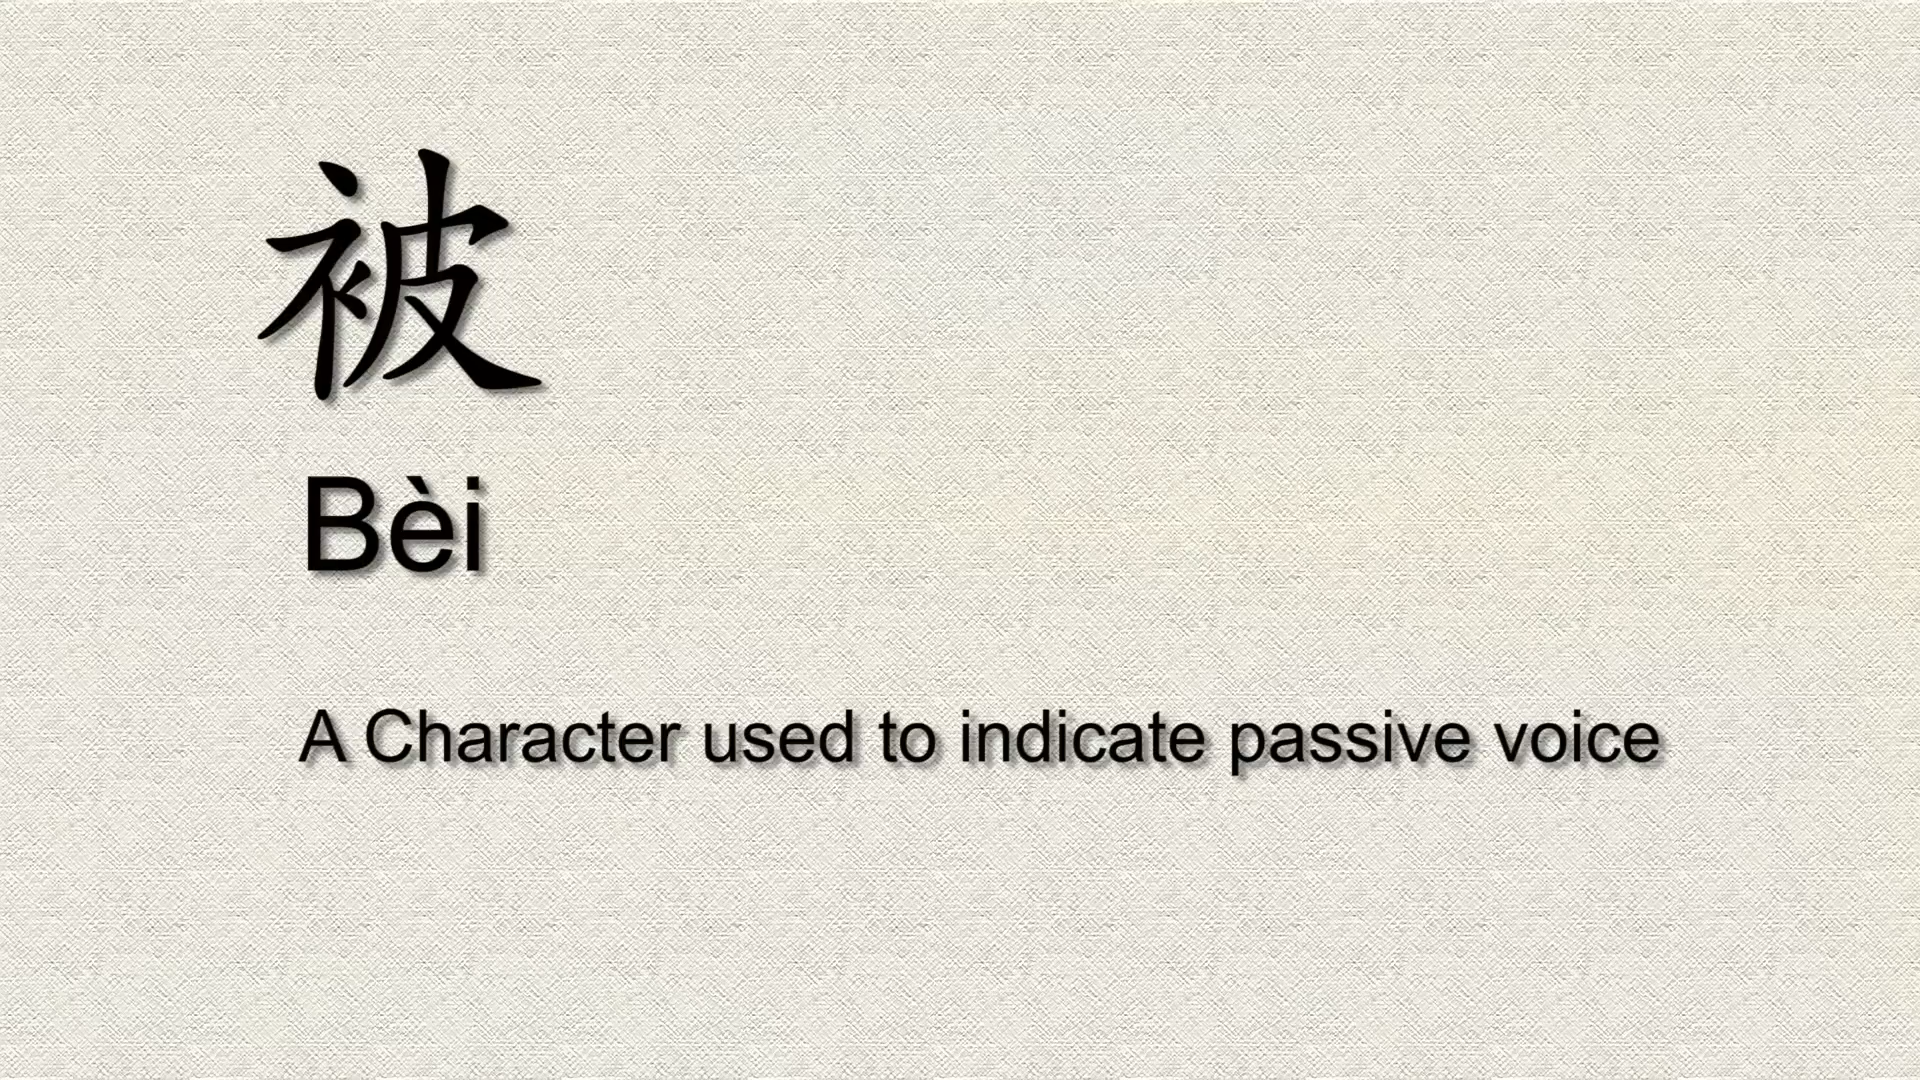 被
Bèi
A Character used to indicate passive voice